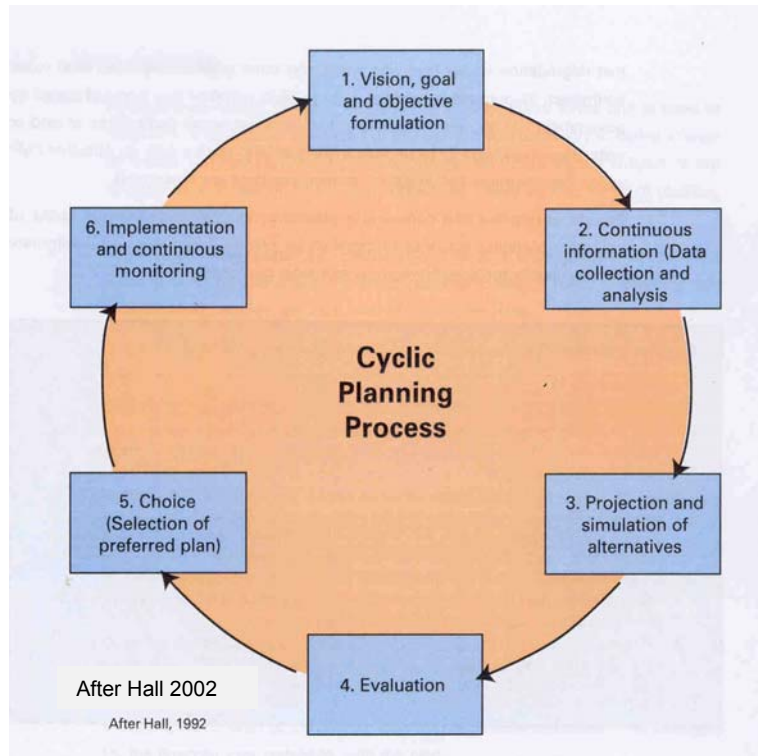 1. Vision, goal
and objective
formulation
2. Continuous
information (Data
collection and
analysis
3. Projection and
simulation of
alternatives
4. Evaluation
5. Choice
(Selection of
preferred plan)
6. Implementation
and continuous
monitoring
Cyclic
Planning
Process
After Hall 2002
After Hall, 1992